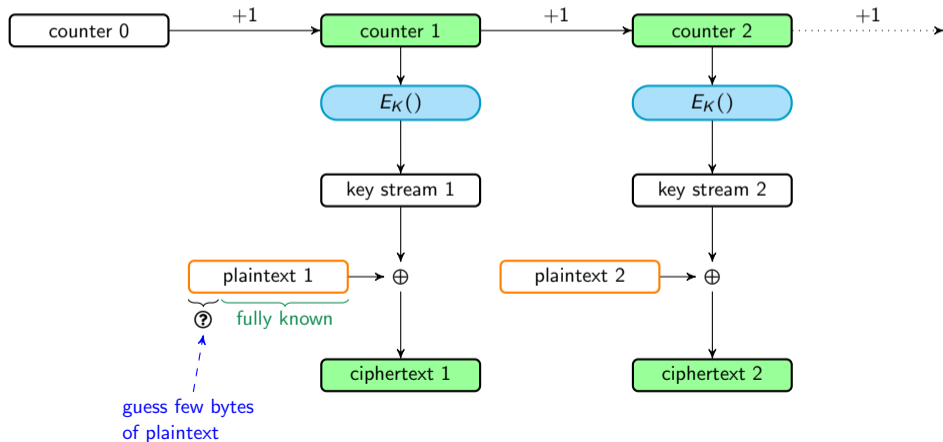 +1
+1
+1
counter 0
counter 1
counter 2
E_K()
E_K()
key stream 1
key stream 2
plaintext 1
⊕
plaintext 2
⊕
?
fully known
ciphertext 1
ciphertext 2
guess few bytes
of plaintext